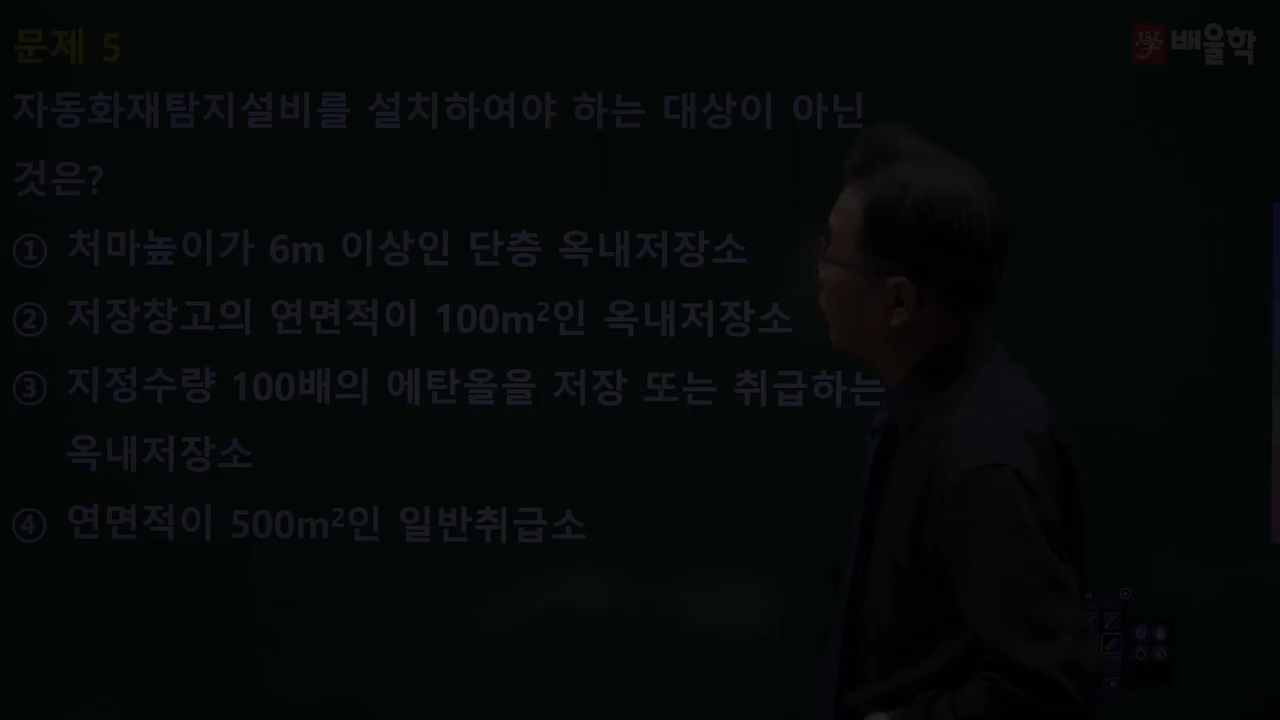 문제 5
學 배울학
자동화재탐지설비를 설치하여야 하는 대상이 아닌
것은?
① 처마높이가 6m 이상인 단층 옥내저장소
② 저장창고의 연면적이 100m²인 옥내저장소
③ 지정수량 100배의 에탄올을 저장 또는 취급하는
옥내저장소
④ 연면적이 500m²인 일반취급소